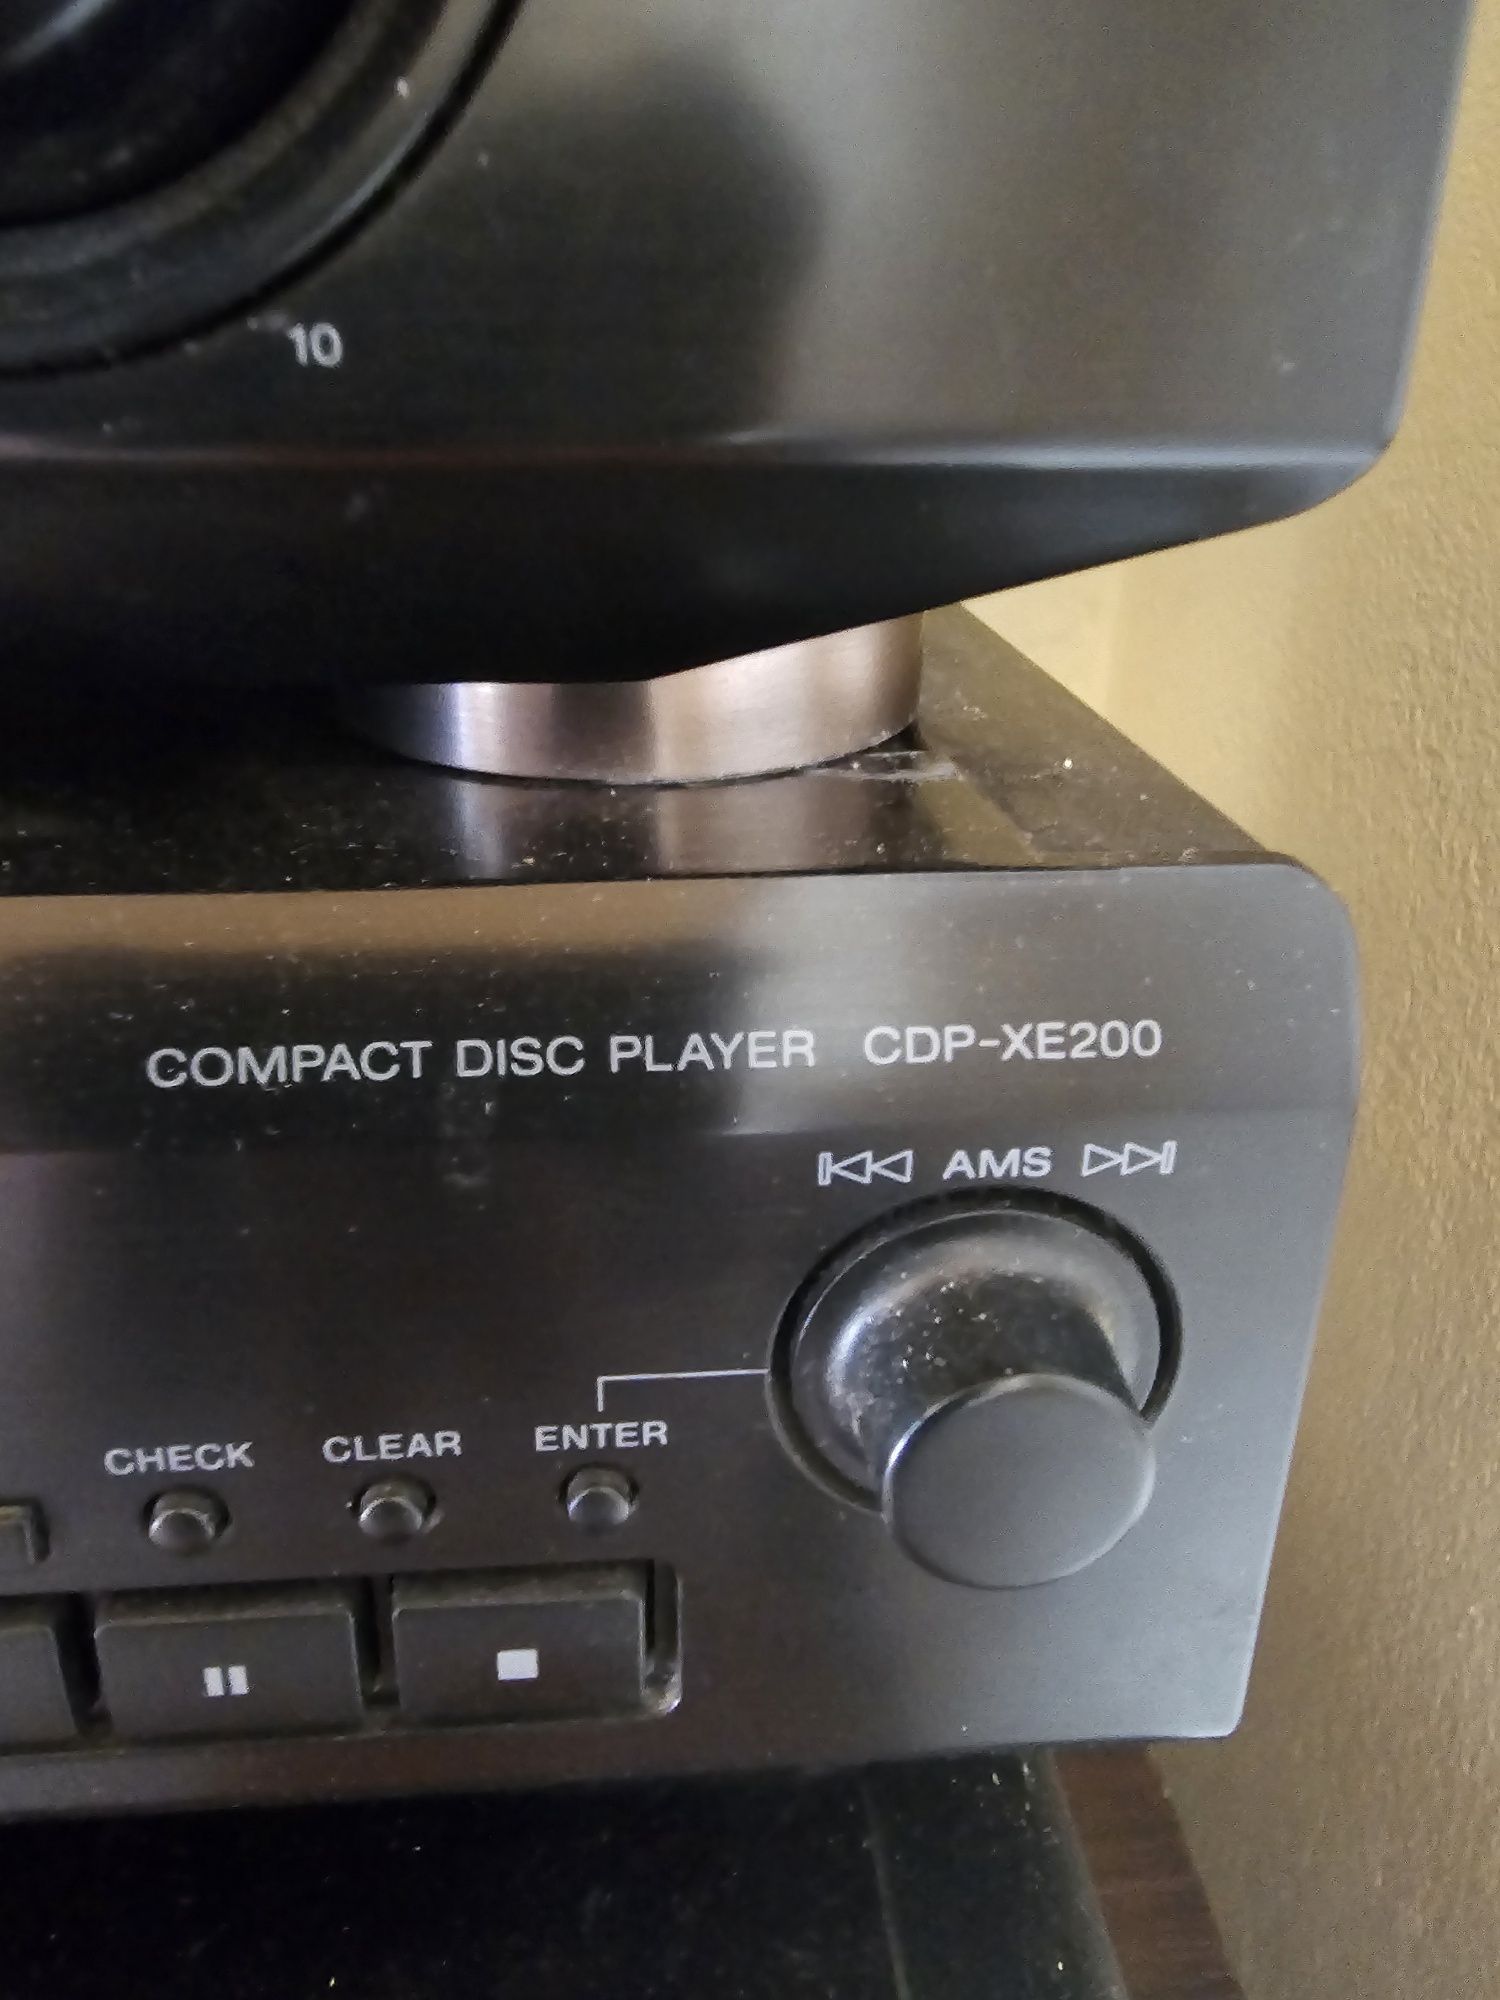 10
COMPACT DISC PLAYER CDP-XE200
AMS
CHECK CLEAR ENTER